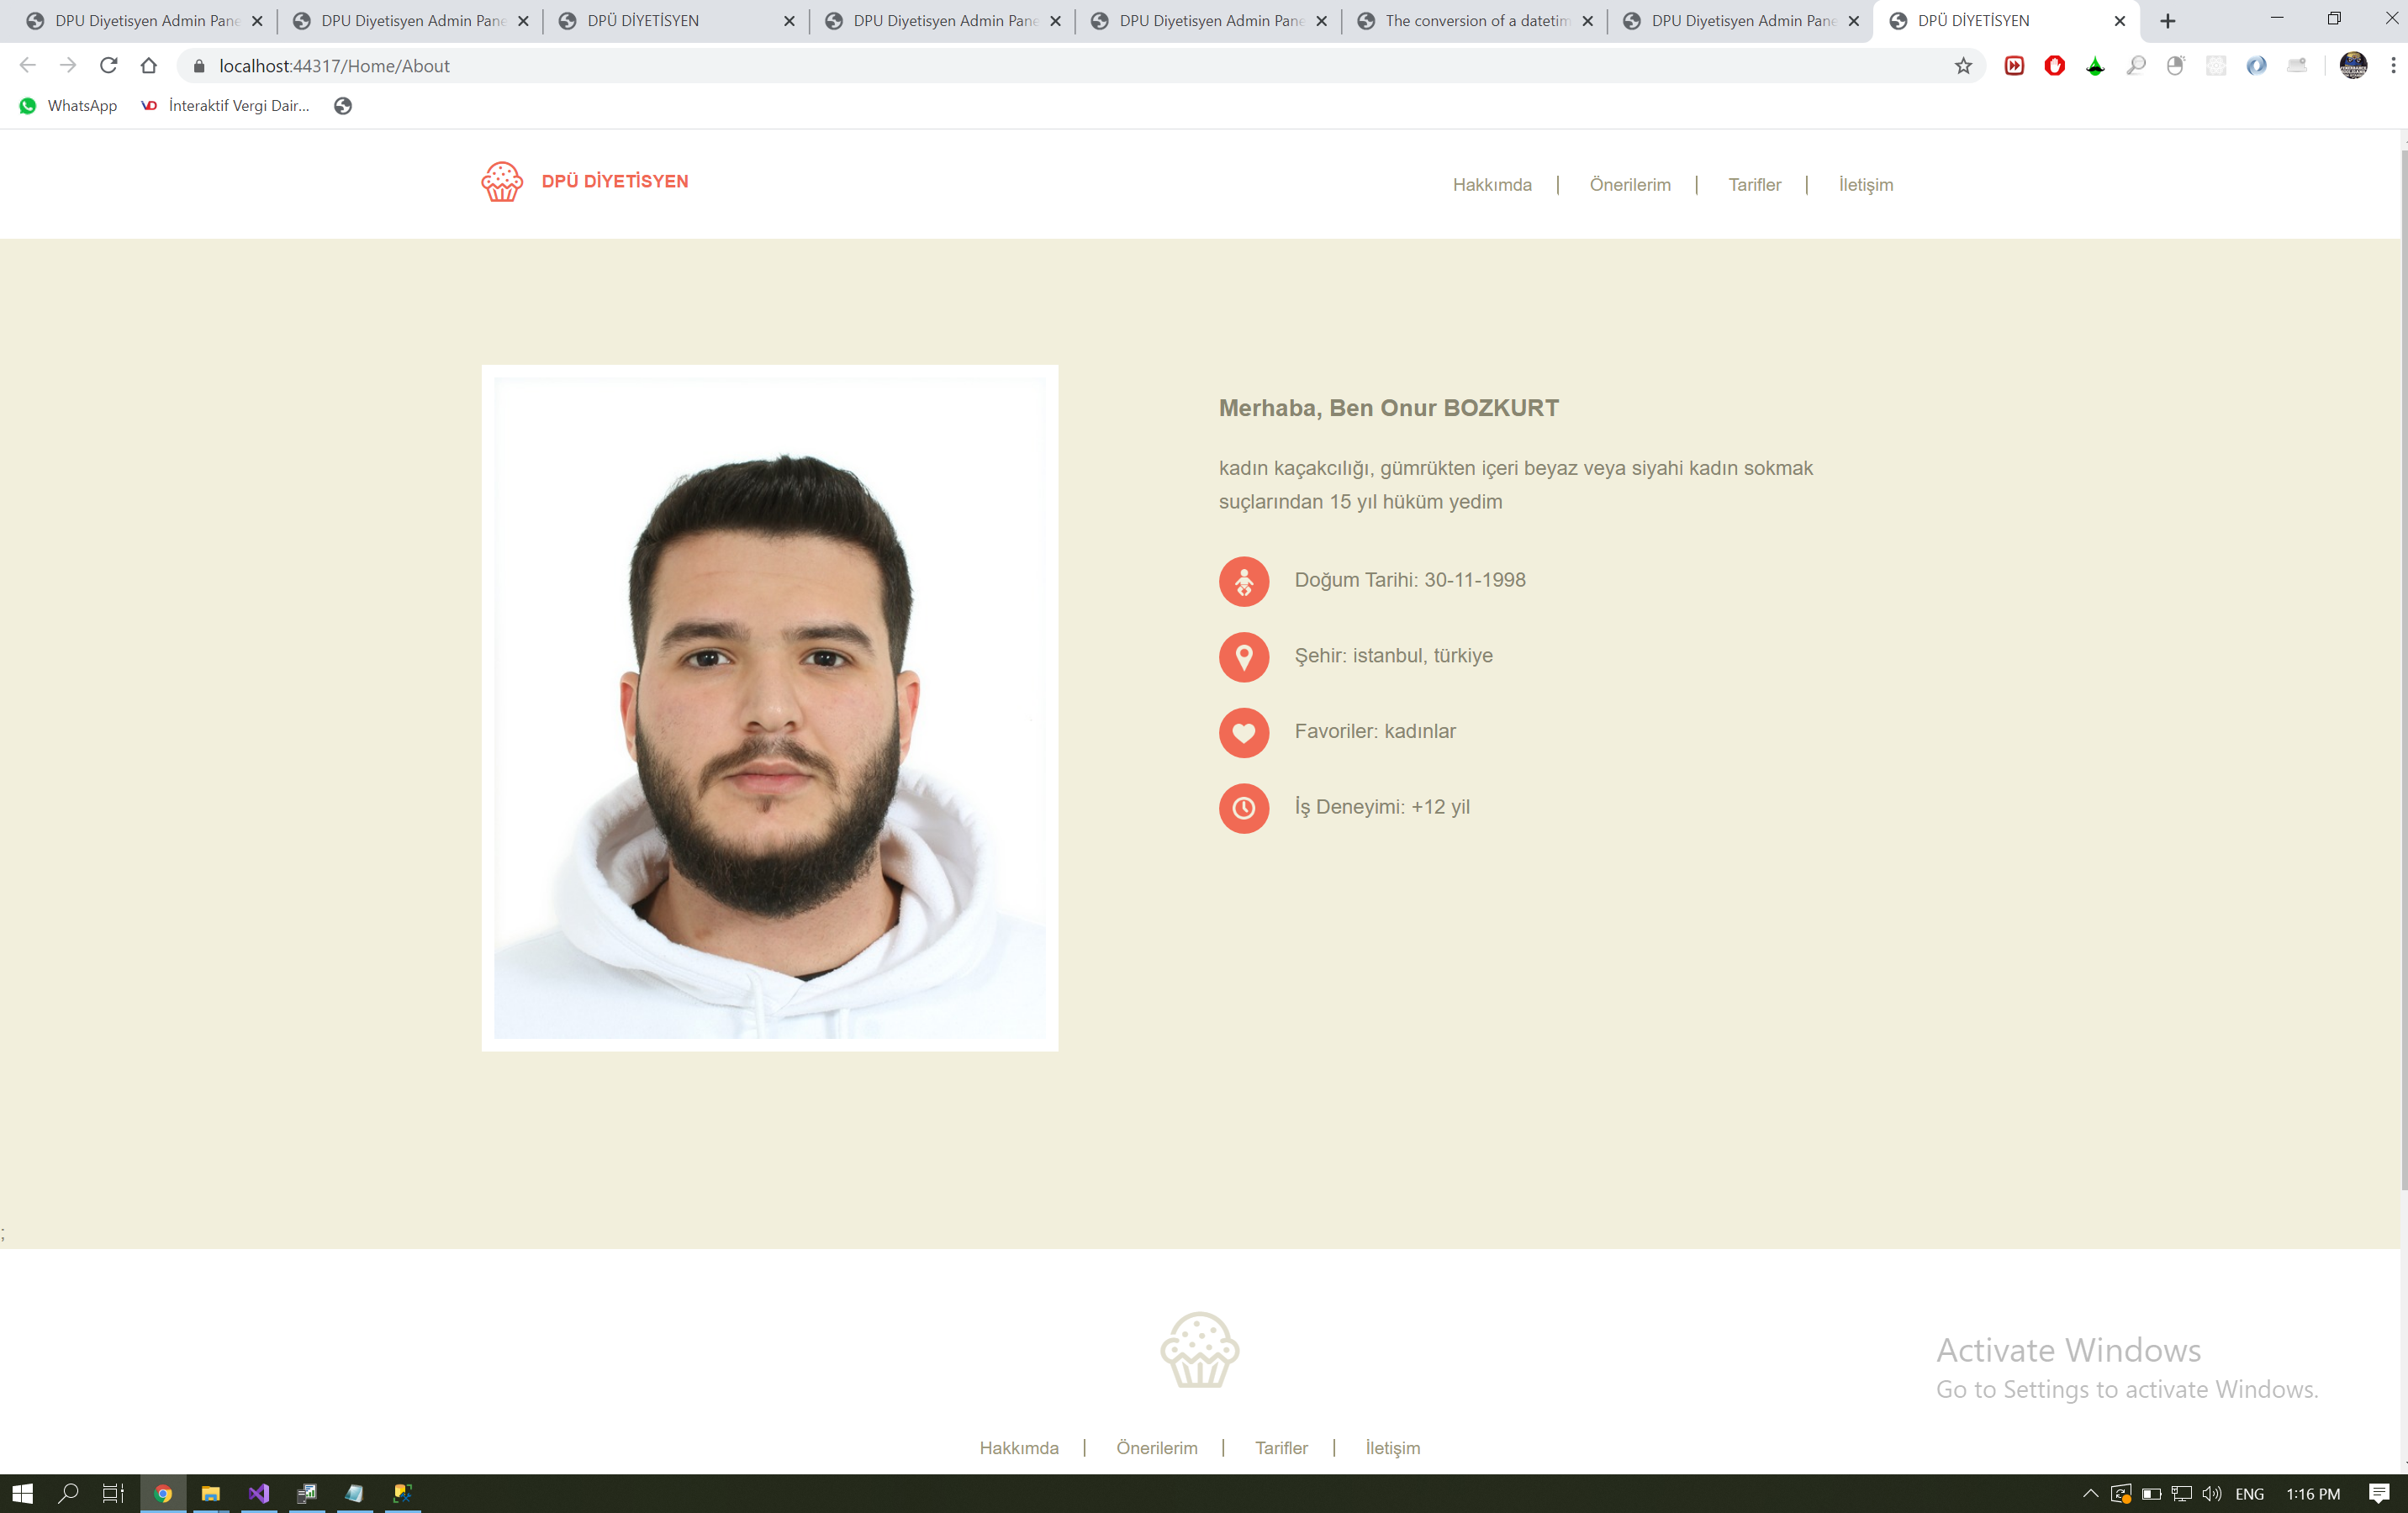 DPU Diyetisyen Admin Pane
DPU Diyetisyen Admin Pane
DPÜ DİYETİSYEN
DPU Diyetisyen Admin Pane
DPU Diyetisyen Admin Pane
The conversion of a datetim
DPU Diyetisyen Admin Pane
DPÜ DİYETİSYEN
localhost:44317/Home/About
WhatsApp
İnteraktif Vergi Dair...
DPÜ DİYETİSYEN
Hakkımda |
Önerilerim |
Tarifler |
İletişim
Merhaba, Ben Onur BOZKURT
kadın kaçakcılığı, gümrükten içeri beyaz veya siyahi kadın sokmak
suçlarından 15 yıl hüküm yedim
Doğum Tarihi: 30-11-1998
Şehir: istanbul, türkiye
Favoriler: kadınlar
İş Deneyimi: +12 yil
;
Activate Windows
Go to Settings to activate Windows.
Hakkımda |
Önerilerim |
Tarifler |
İletişim
ENG
1:16 PM